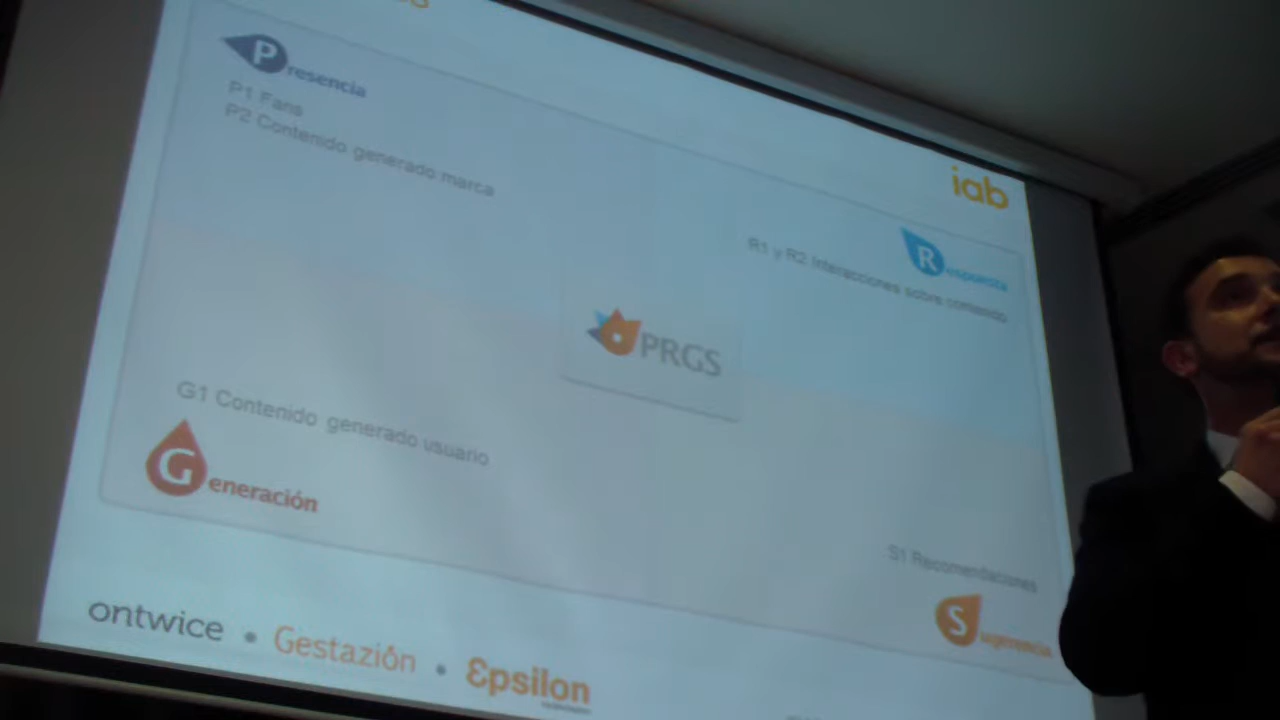 Presencia
P1 Fans
P2 Contenido generado marca
iab
Respuesta
R1 y R2 Interacciones sobre contenido
PRGS
G1 Contenido generado usuario
Generación
S1 Recomendaciones
Sugerencia
ontwice • Gestazión • Epsilon